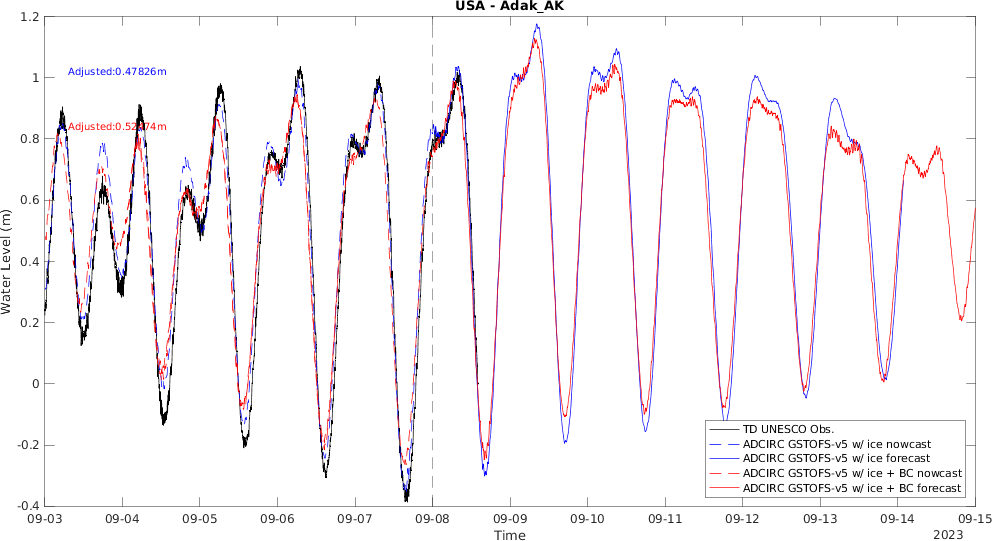 USA - Adak_AK
1.2
1
0.8
0.6
0.4
0.2
0
-0.2
-0.4
Water Level (m)
Adjusted:0.47826m
TD UNESCO Obs.
ADCIRC GSTOFS-v5 w/ ice nowcast
ADCIRC GSTOFS-v5 w/ ice forecast
ADCIRC GSTOFS-v5 w/ ice + BC nowcast
ADCIRC GSTOFS-v5 w/ ice + BC forecast
09-03 09-04 09-05 09-06 09-07 09-08 09-09 09-10 09-11 09-12 09-13 09-14 09-15
Time
2023